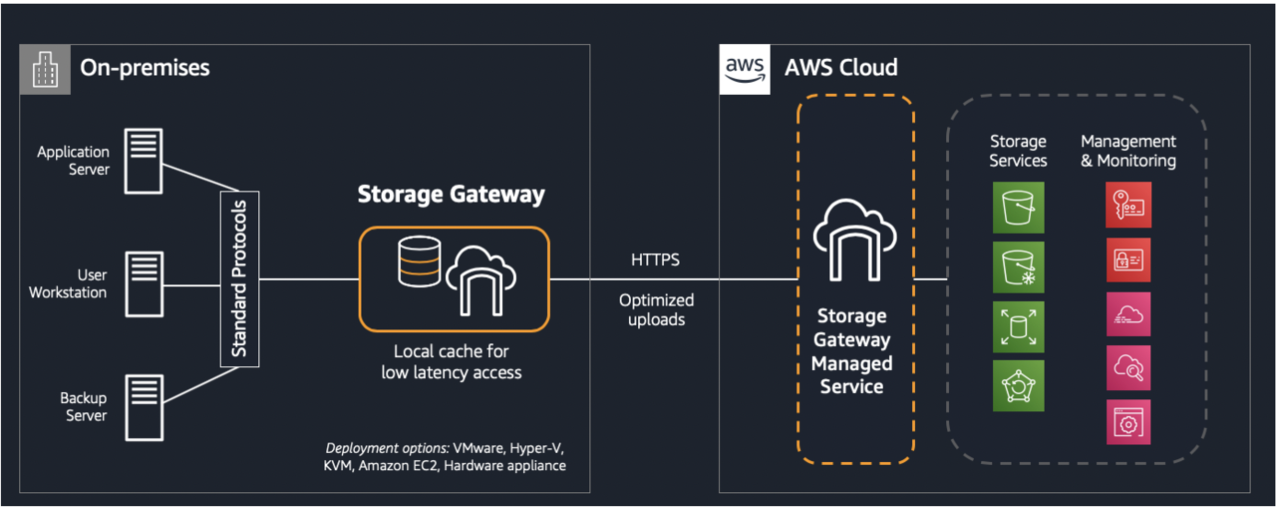 On-premises
Application
Server
User
Workstation
Backup
Server
Standard Protocols
Storage Gateway
Local cache for
low latency access
Deployment options: VMware, Hyper-V,
KVM, Amazon EC2, Hardware appliance
HTTPS
Optimized
uploads
aws
AWS Cloud
Storage
Gateway
Managed
Service
Storage
Services
Management
& Monitoring